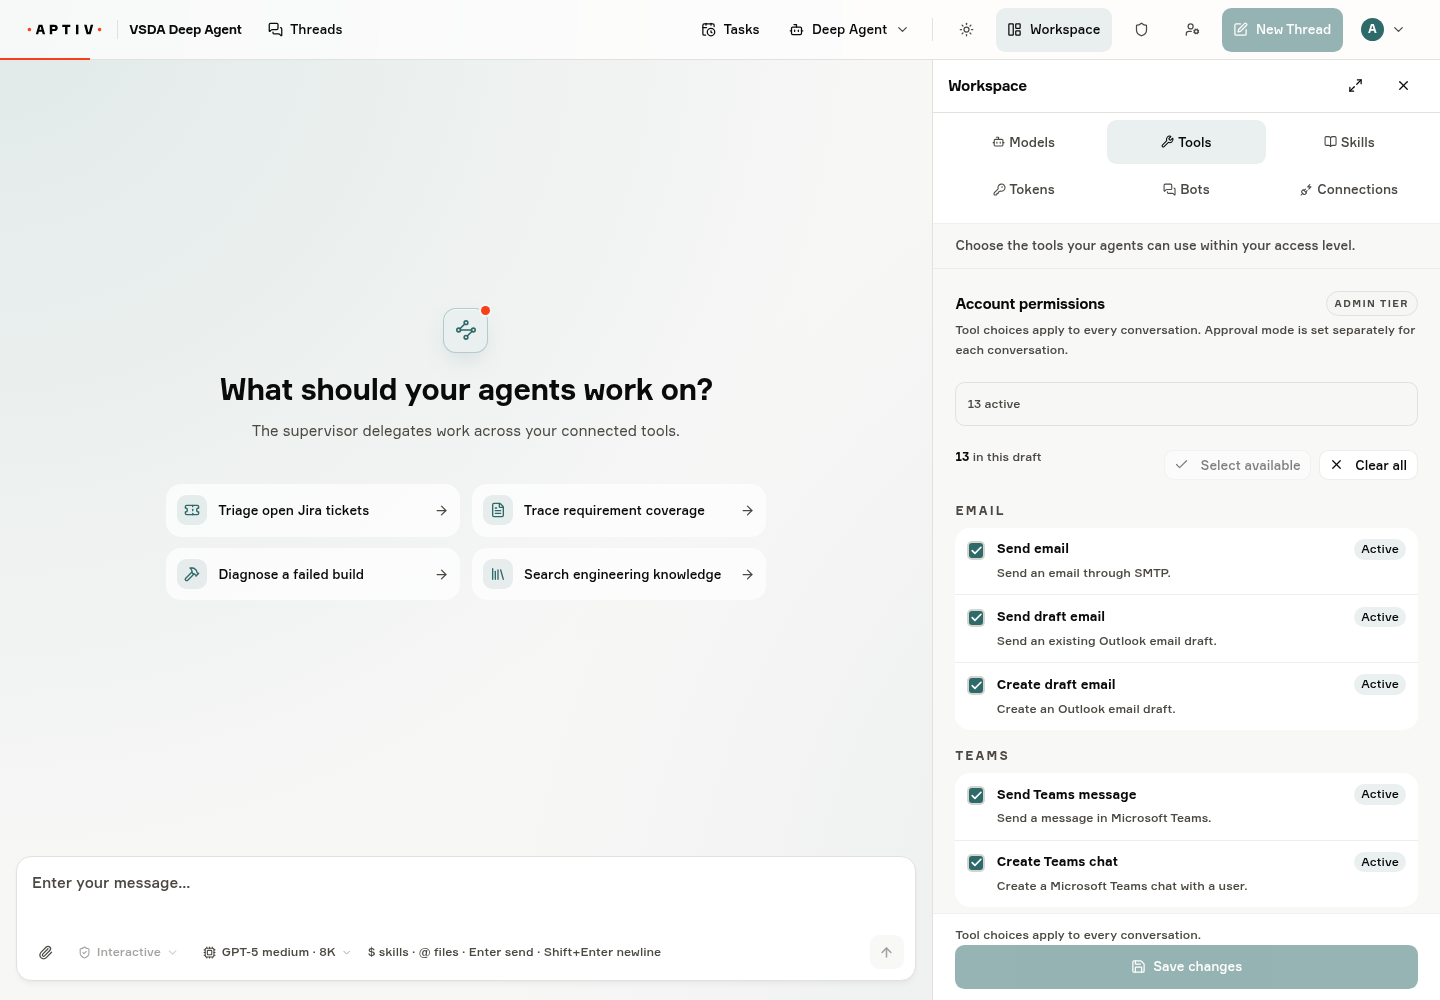 APTIV
VSDA Deep Agent
Threads
Tasks
Deep Agent
Workspace
New Thread
A
What should your agents work on?
The supervisor delegates work across your connected tools.
Triage open Jira tickets
Trace requirement coverage
Diagnose a failed build
Search engineering knowledge
Enter your message...
Interactive
GPT-5 medium · 8K
$ skills · @ files · Enter send · Shift+Enter newline
Workspace
Models
Tools
Skills
Tokens
Bots
Connections
Choose the tools your agents can use within your access level.
Account permissions
ADMIN TIER
Tool choices apply to every conversation. Approval mode is set separately for
each conversation.
13 active
13 in this draft
Select available
Clear all
EMAIL
Send email
Active
Send an email through SMTP.
Send draft email
Active
Send an existing Outlook email draft.
Create draft email
Active
Create an Outlook email draft.
TEAMS
Send Teams message
Active
Send a message in Microsoft Teams.
Create Teams chat
Active
Create a Microsoft Teams chat with a user.
Tool choices apply to every conversation.
Save changes